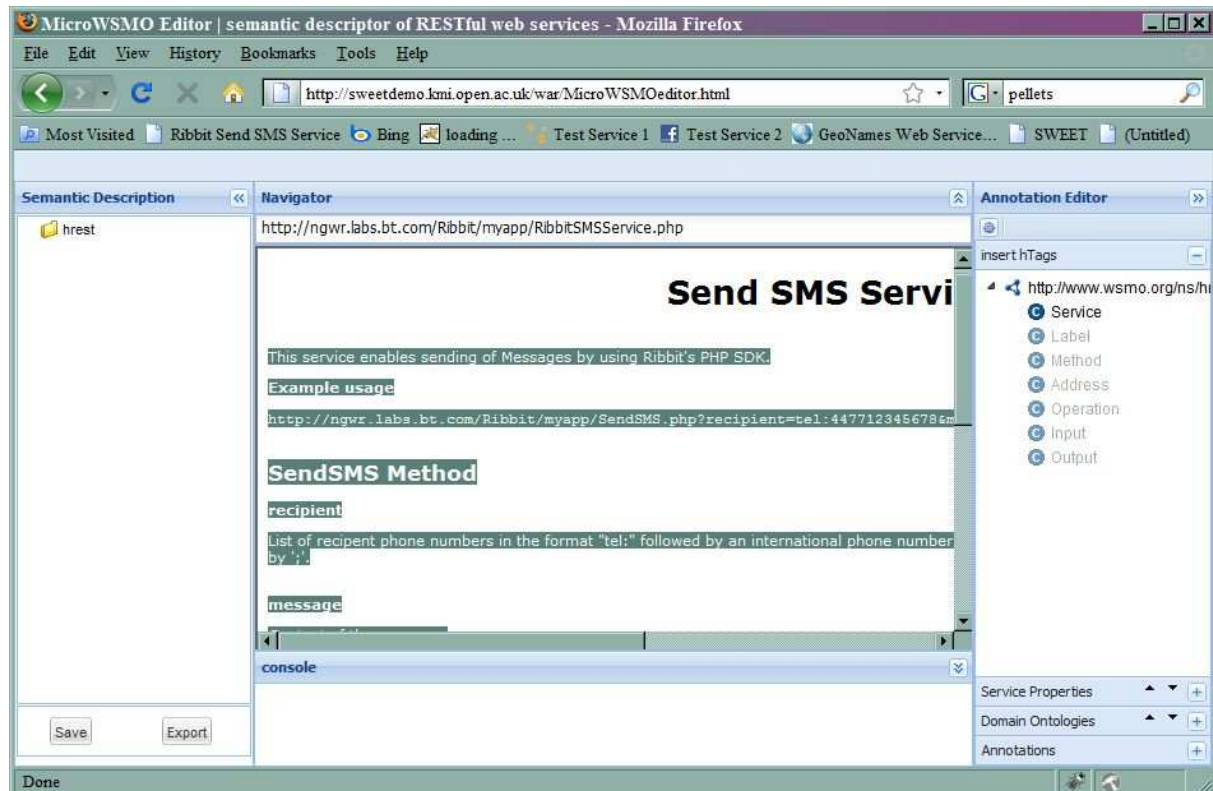 MicroWSMO Editor | semantic descriptor of RESTful web services - Mozilla Firefox
File Edit View History Bookmarks Tools Help
http://sweetdemo.kmi.open.ac.uk/war/MicroWSMOeditor.html
pellets
Most Visited Ribbit Send SMS Service Bing loading ... Test Service 1 Test Service 2 GeoNames Web Service... SWEET (Untitled)
Semantic Description
hrest
Save Export
Navigator
http://ngwr.labs.bt.com/Ribbit/myapp/RibbitSMSService.php
Send SMS Servi
This service enables sending of Messages by using Ribbit's PHP SDK.
Example usage
http://ngwr.labs.bt.com/Ribbit/myapp/SendSMS.php?recipient=tel:447712345678&m
SendSMS Method
recipient
List of recipent phone numbers in the format "tel:" followed by an international phone number
by ';'.
message
console
Annotation Editor
insert hTags
http://www.wsmo.org/ns/hr
Service
Label
Method
Address
Operation
Input
Output
Service Properties
Domain Ontologies
Annotations
Done